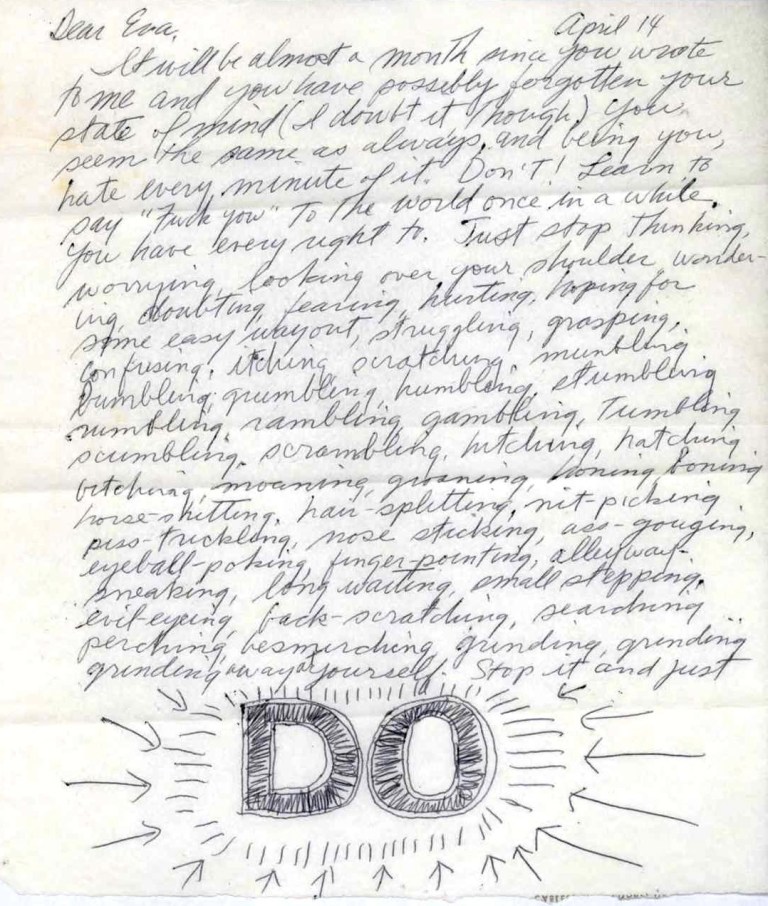 Dear Eva, April 14
It will be almost a month since you wrote
to me and you have possibly forgotten your
state of mind (I doubt it though). You
seem the same as always, and being you,
hate every minute of it. Don't! Learn to
say "Fuck you" to the world once in a while.
You have every right to. Just stop thinking,
worrying, looking over your shoulder, wonder-
ing, doubting, fearing, hurting, hoping for
some easy way out, struggling, grasping,
confusing, itching, scratching, mumbling
bumbling, grumbling, humbling, stumbling
rumbling, rambling, gambling, tumbling
scumbling, scrambling, hitching, hatching
bitching, moaning, groaning, honing, boning
horse-shitting, hair-splitting, nit-picking
piss-trickling, nose sticking, ass-gouging,
eyeball-poking, finger-pointing, alleyway-
sneaking, long waiting, small stepping,
evil-eyeing, back-scratching, searching
perching, besmirching, grinding, grinding
grinding away at yourself. Stop it and just
DO